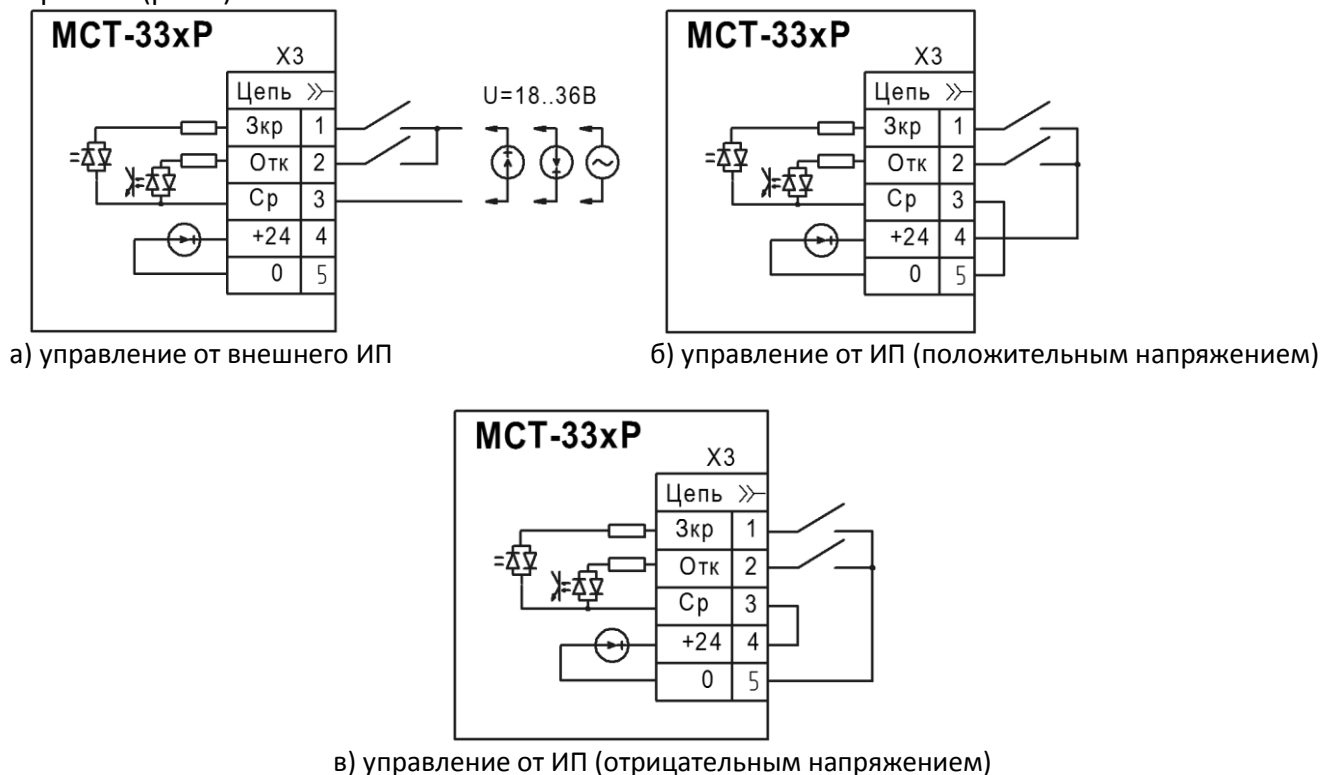 МСТ-33хР
Х3
Цепь
Зкр 1
Отк 2
Ср 3
+24 4
0 5
U=18..36В
МСТ-33хР
Х3
Цепь
Зкр 1
Отк 2
Ср 3
+24 4
0 5
а) управление от внешнего ИП
б) управление от ИП (положительным напряжением)
МСТ-33хР
Х3
Цепь
Зкр 1
Отк 2
Ср 3
+24 4
0 5
в) управление от ИП (отрицательным напряжением)